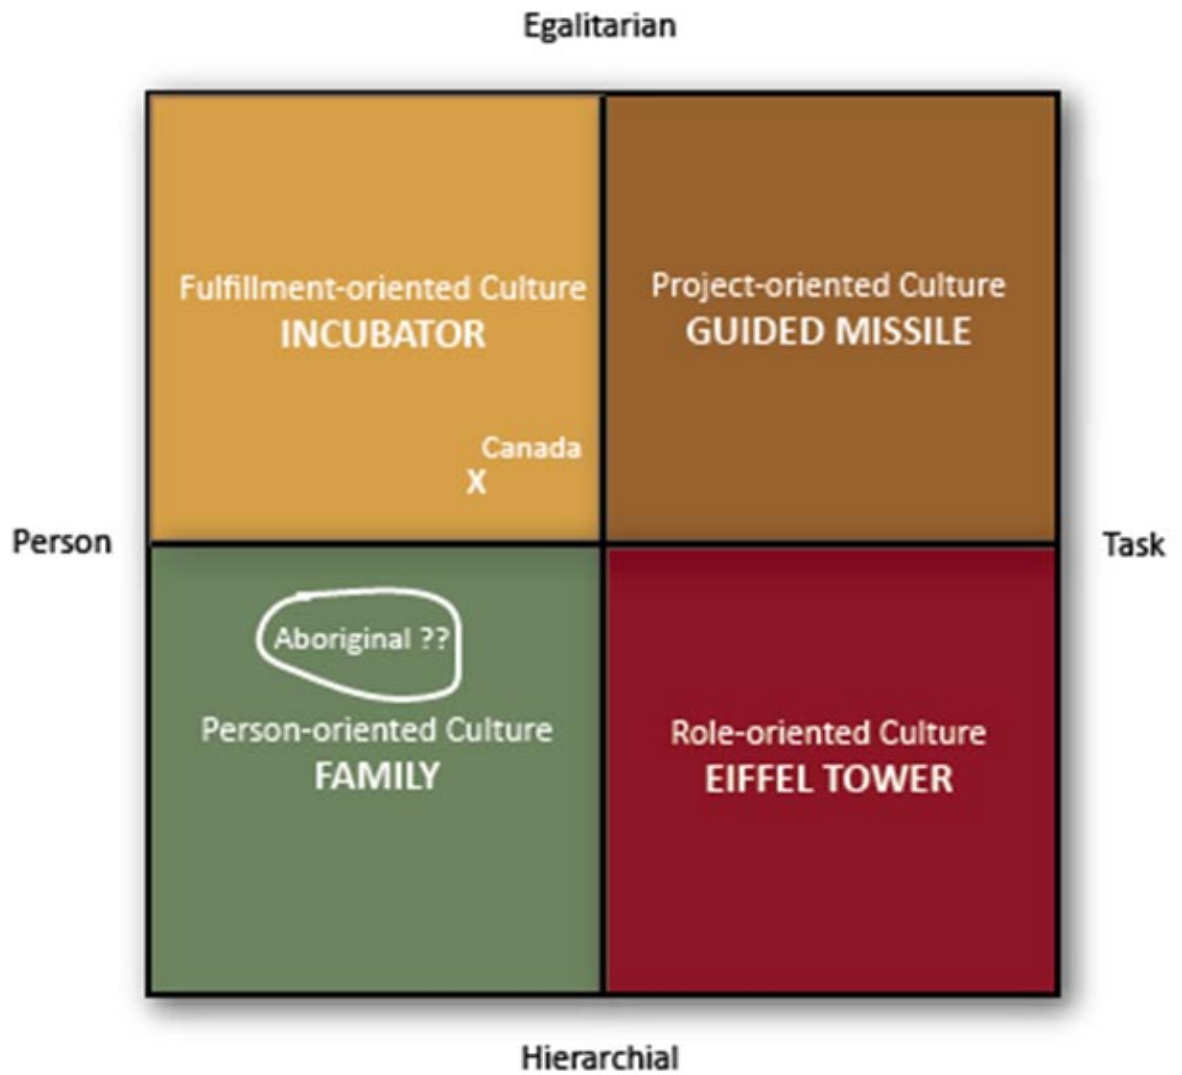 Egalitarian
Fulfillment-oriented Culture
INCUBATOR
Project-oriented Culture
GUIDED MISSILE
Canada
X
Person
Task
Aboriginal ??
Person-oriented Culture
FAMILY
Role-oriented Culture
EIFFEL TOWER
Hierarchial